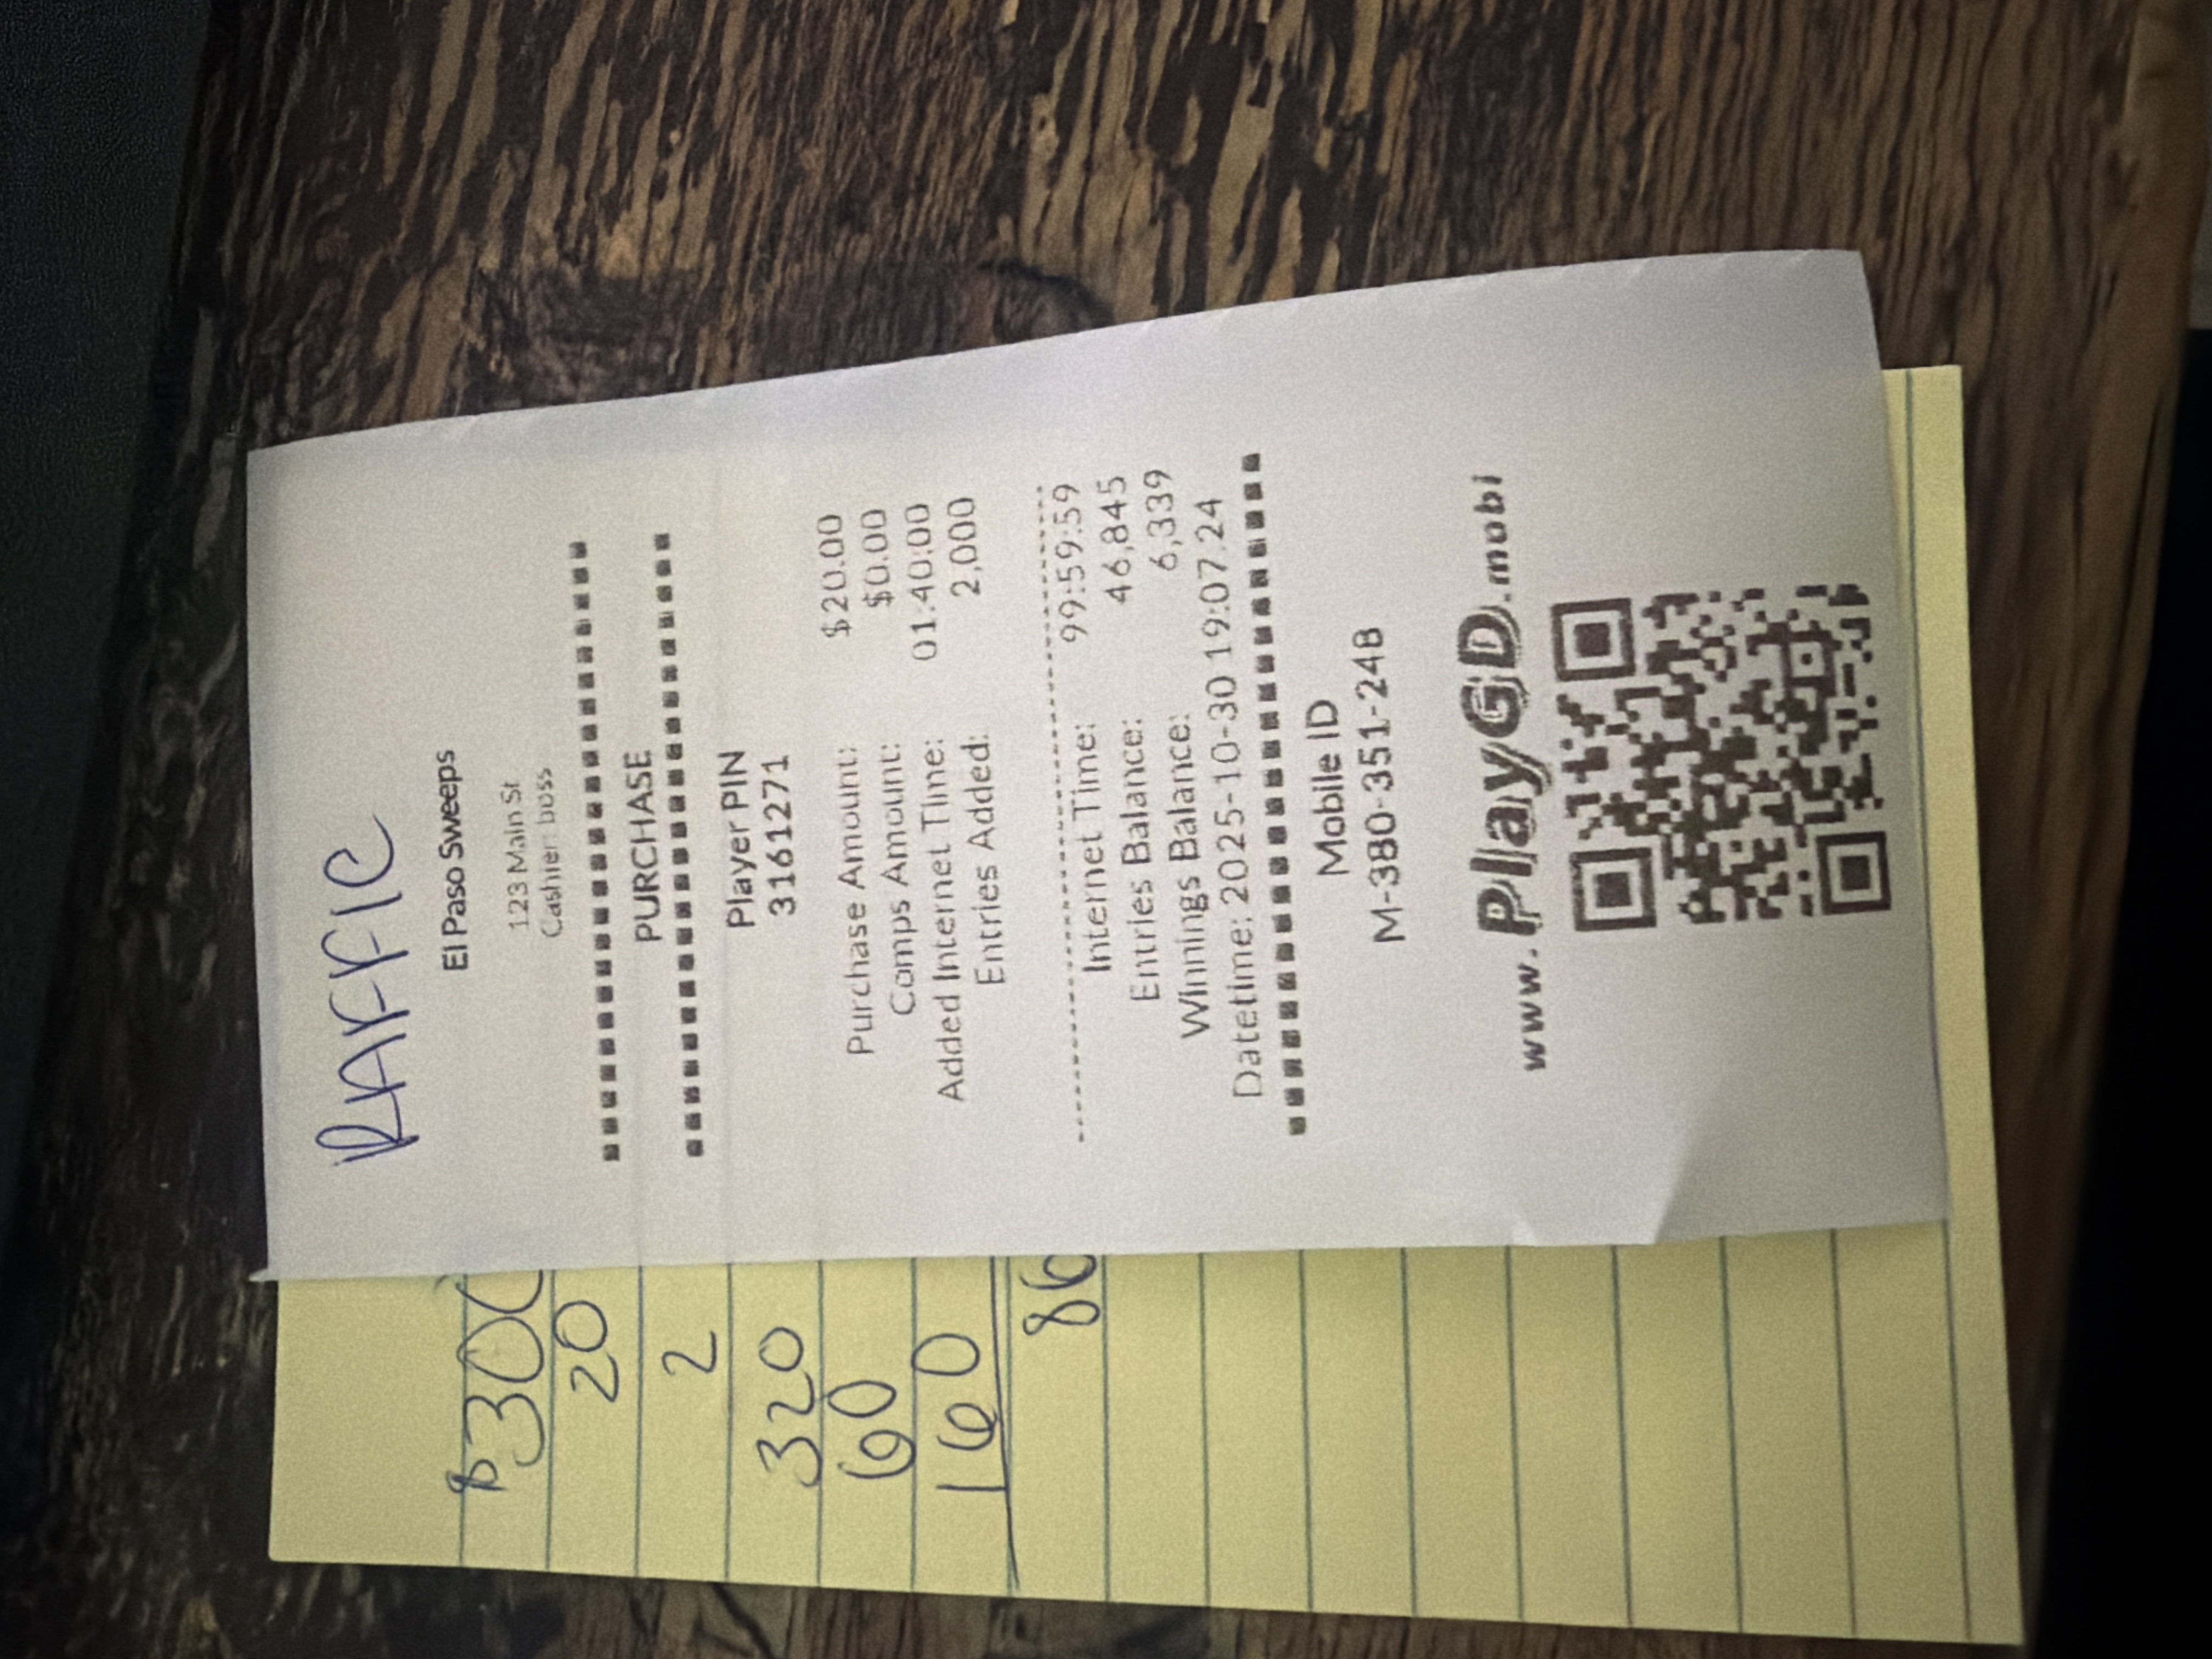 RAFFIC
El Paso Sweeps
123 Main St
Cashier: boss
PURCHASE
Player PIN
3161271
Purchase Amount: $20.00
Comps Amount: $0.00
Added Internet Time: 01:40:00
Entries Added: 2,000
Internet Time: 99:59:59
Entries Balance: 46,845
Winnings Balance: 6,339
Datetime: 2025-10-30 19:07:24
Mobile ID
M-380-351-248
www.PlayGD.mobi
$300
20
2
320
60
160
86